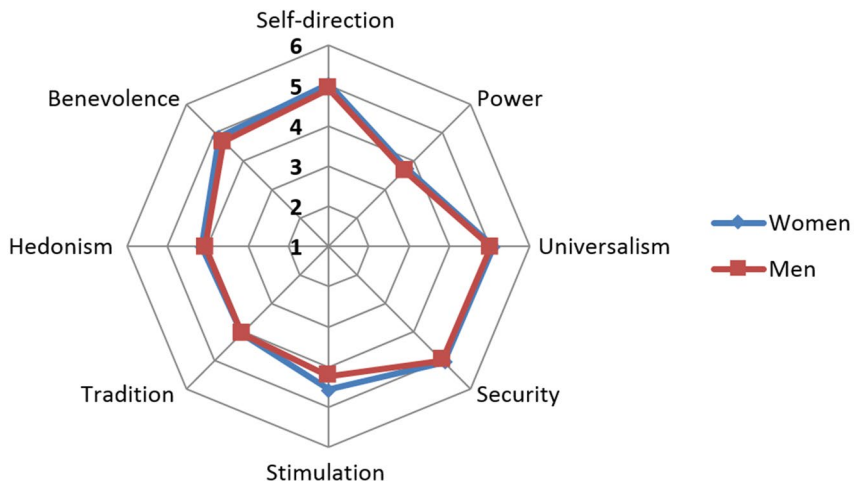 Self-direction
6
Benevolence
5
Power
4
3
2
Hedonism
1
Universalism
Women
Men
Tradition
Security
Stimulation